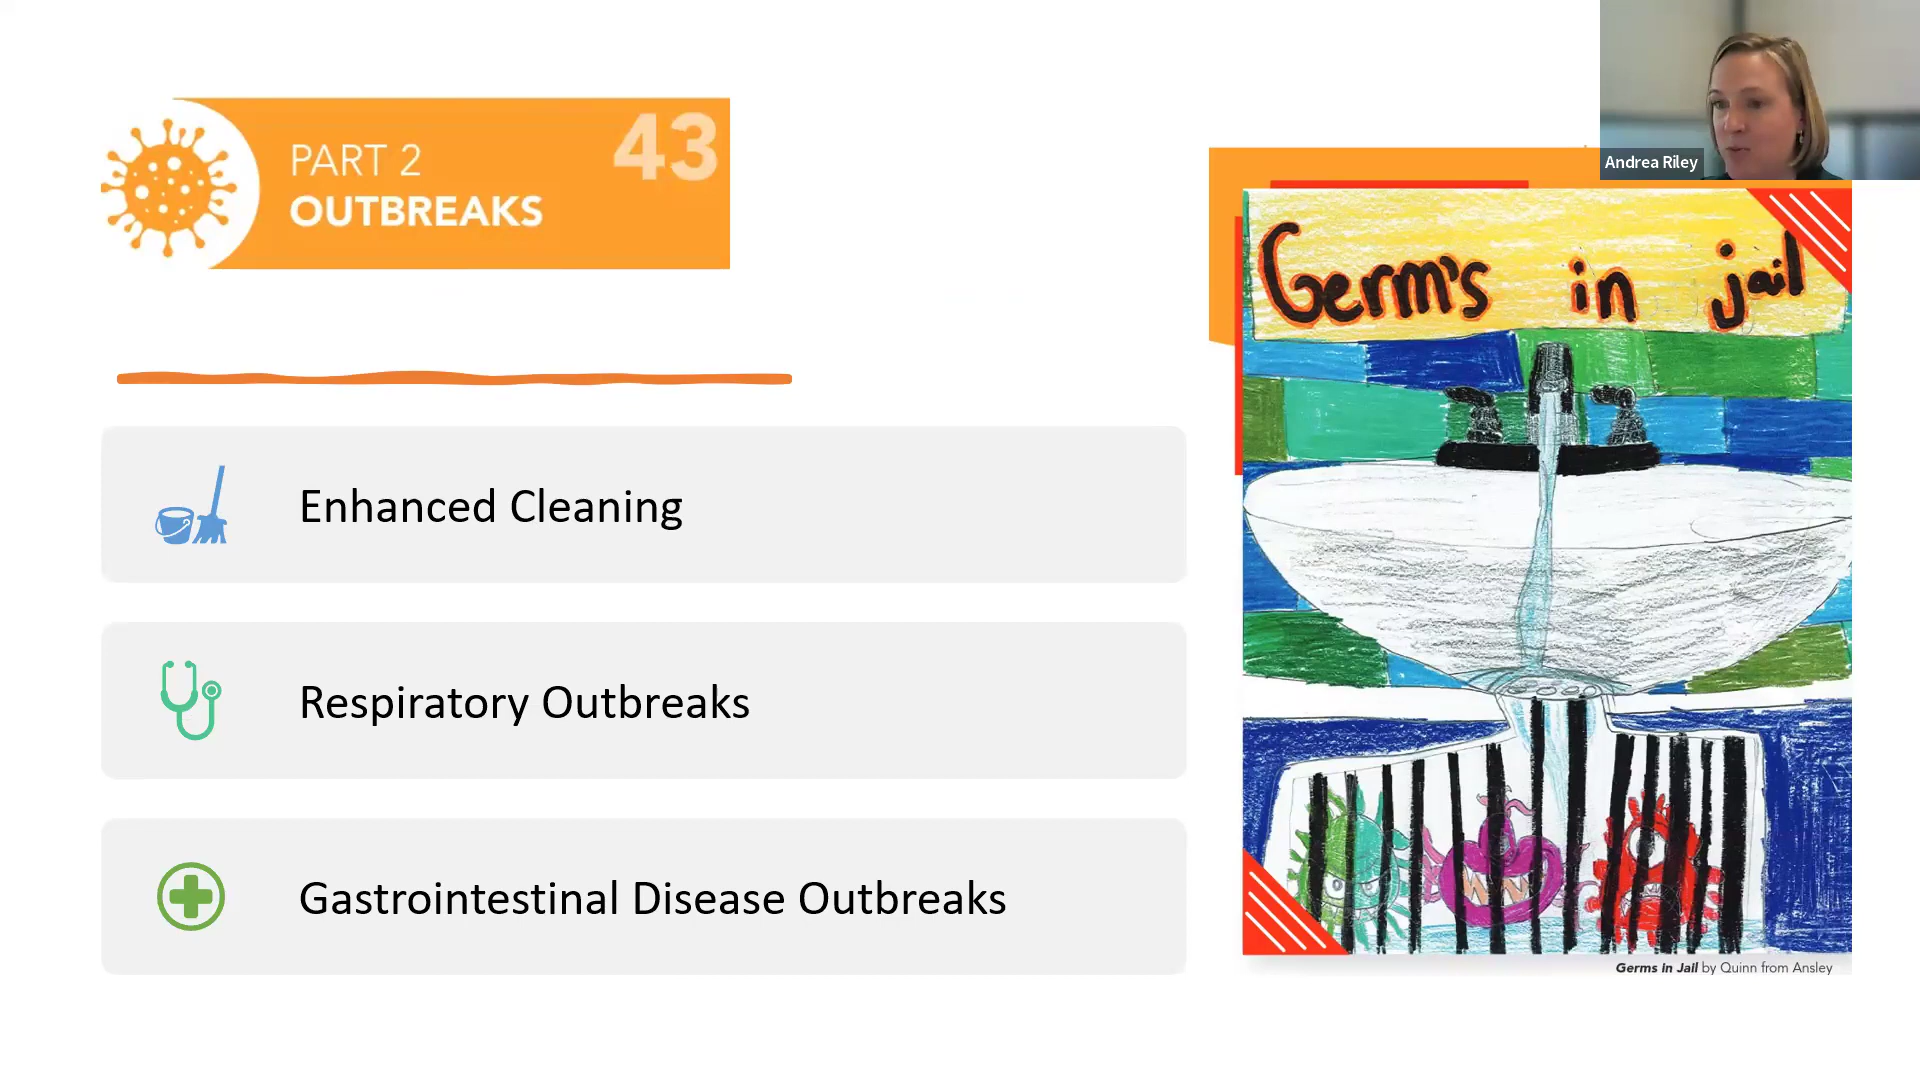 PART 2
OUTBREAKS
43
Enhanced Cleaning
Respiratory Outbreaks
Gastrointestinal Disease Outbreaks
Andrea Riley
Germ's in jail
Germs in Jail by Quinn from Ansley